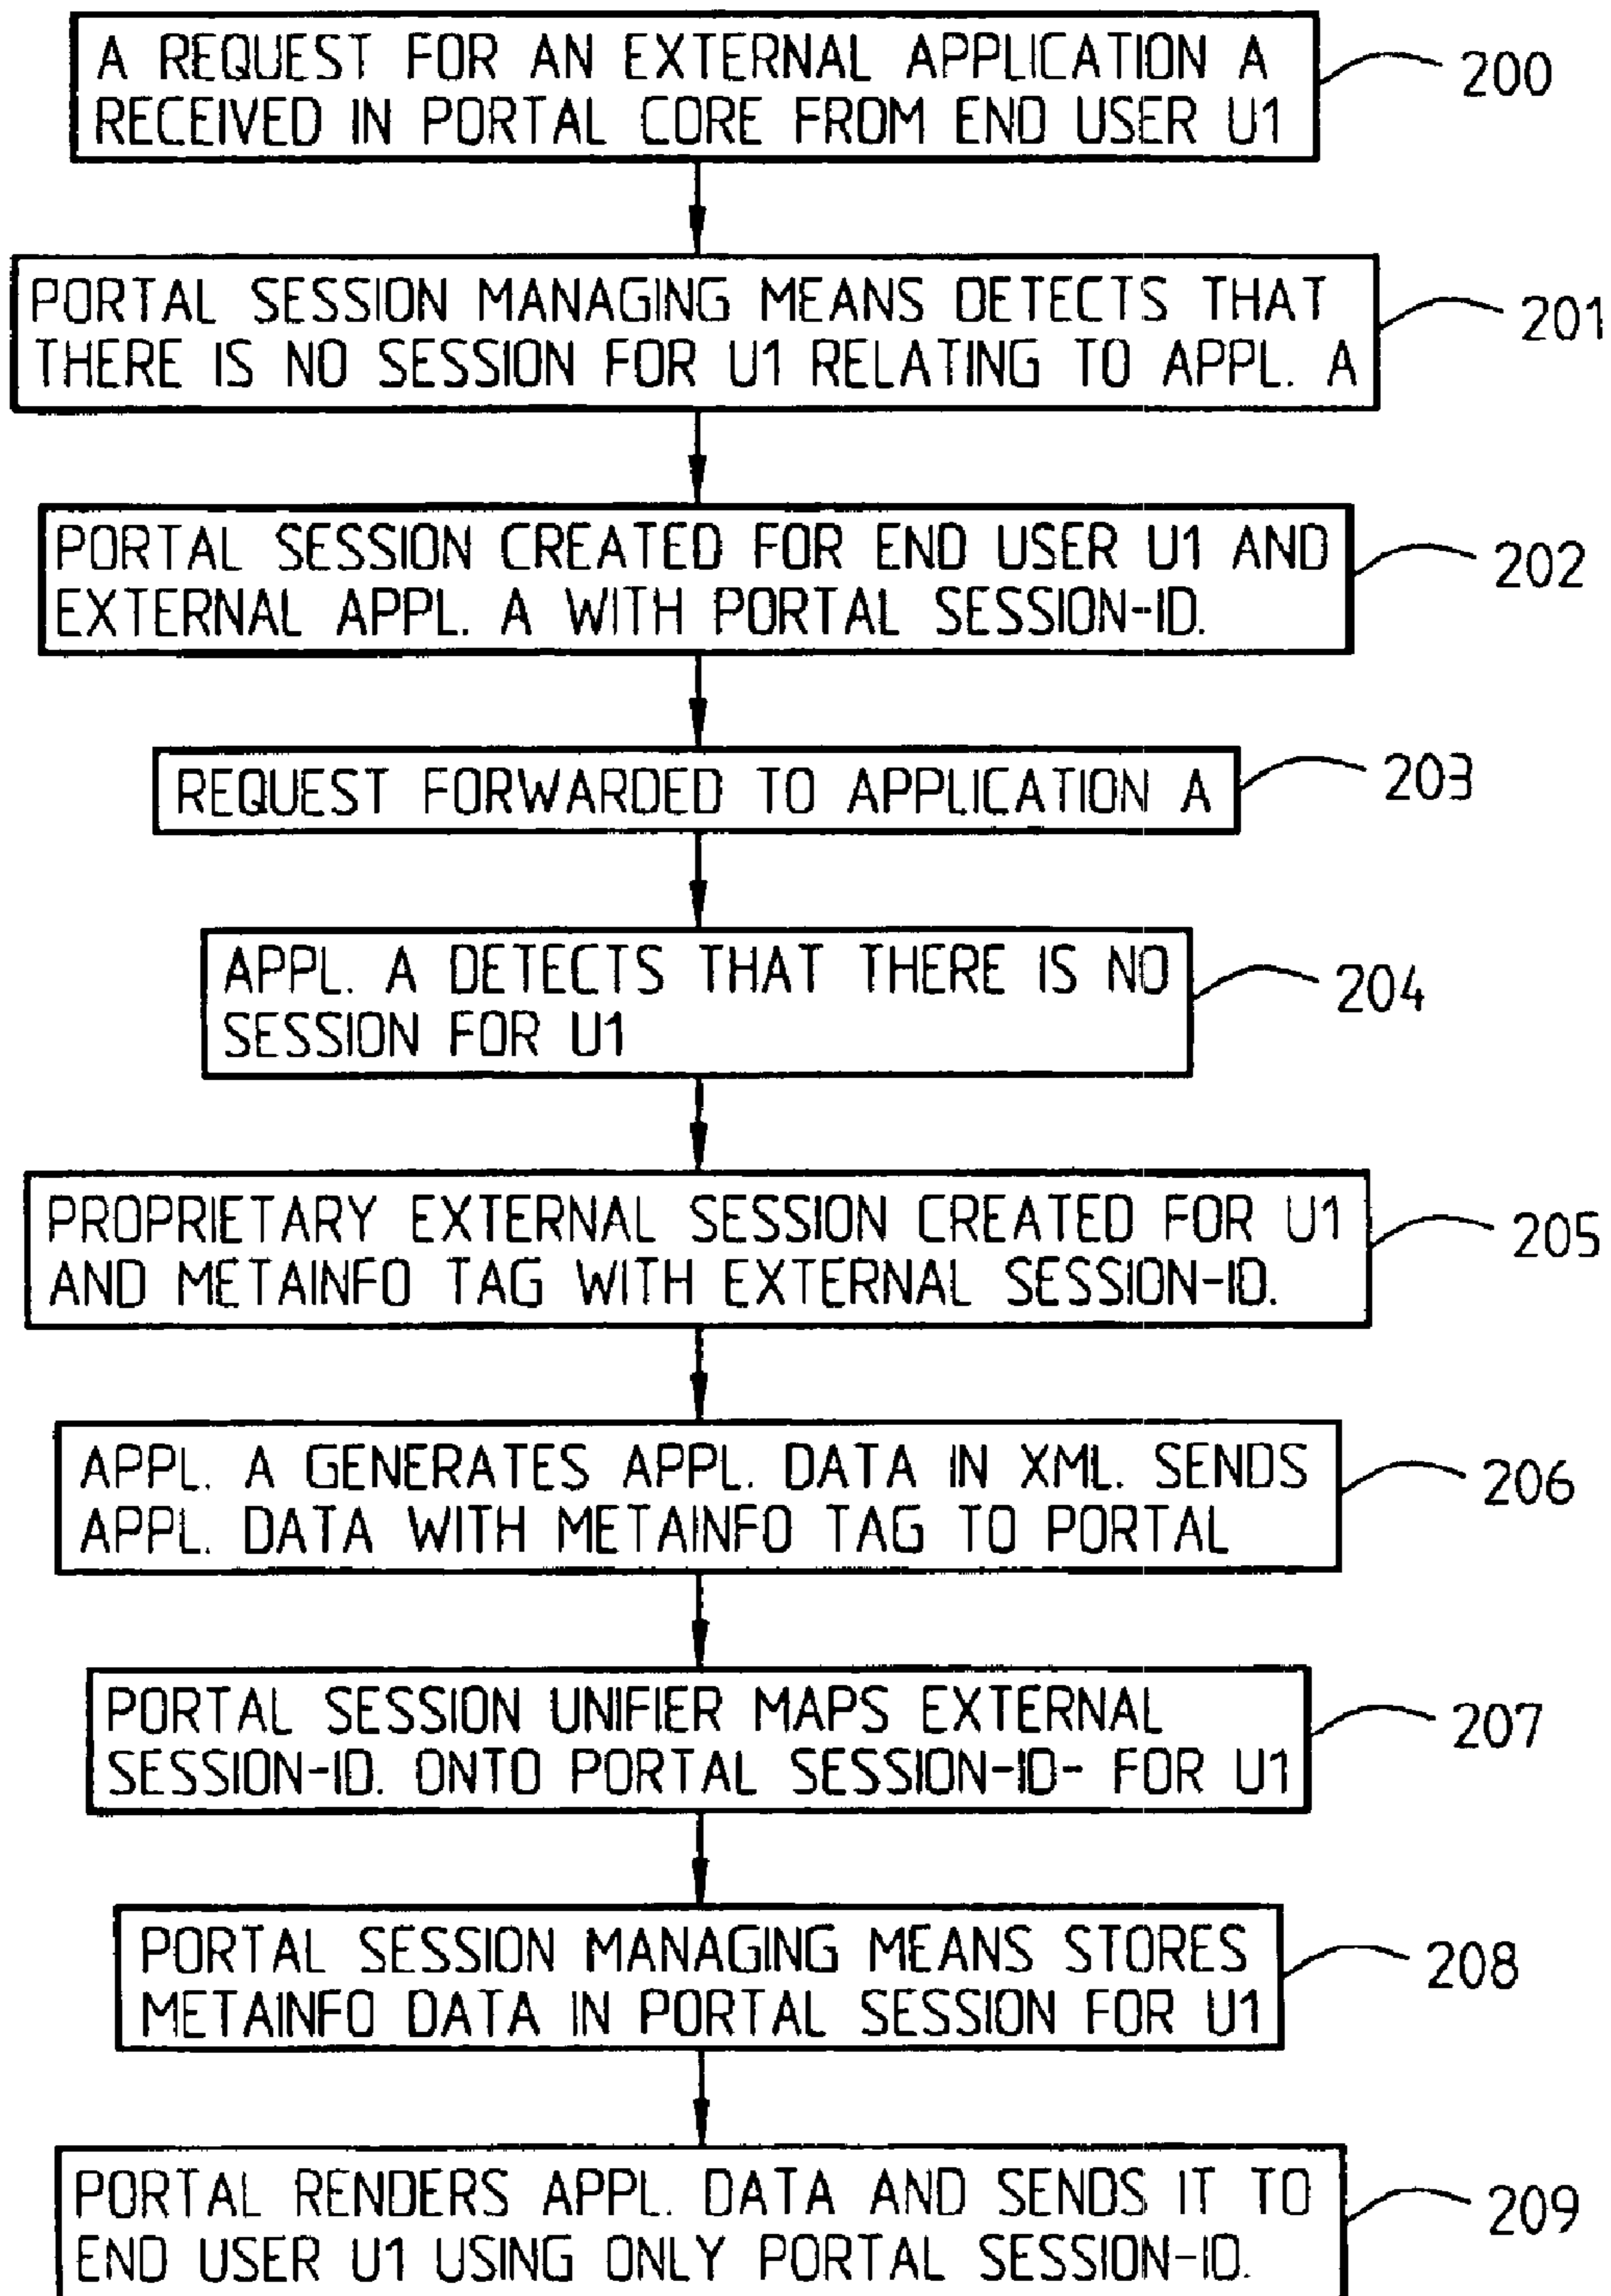 A REQUEST FOR AN EXTERNAL APPLICATION A
RECEIVED IN PORTAL CORE FROM END USER U1
200
PORTAL SESSION MANAGING MEANS DETECTS THAT
THERE IS NO SESSION FOR U1 RELATING TO APPL. A
201
PORTAL SESSION CREATED FOR END USER U1 AND
EXTERNAL APPL. A WITH PORTAL SESSION-ID.
202
REQUEST FORWARDED TO APPLICATION A
203
APPL. A DETECTS THAT THERE IS NO
SESSION FOR U1
204
PROPRIETARY EXTERNAL SESSION CREATED FOR U1
AND METAINFO TAG WITH EXTERNAL SESSION-ID.
205
APPL. A GENERATES APPL. DATA IN XML. SENDS
APPL. DATA WITH METAINFO TAG TO PORTAL
206
PORTAL SESSION UNIFIER MAPS EXTERNAL
SESSION-ID. ONTO PORTAL SESSION-ID- FOR U1
207
PORTAL SESSION MANAGING MEANS STORES
METAINFO DATA IN PORTAL SESSION FOR U1
208
PORTAL RENDERS APPL. DATA AND SENDS IT TO
END USER U1 USING ONLY PORTAL SESSION-ID.
209